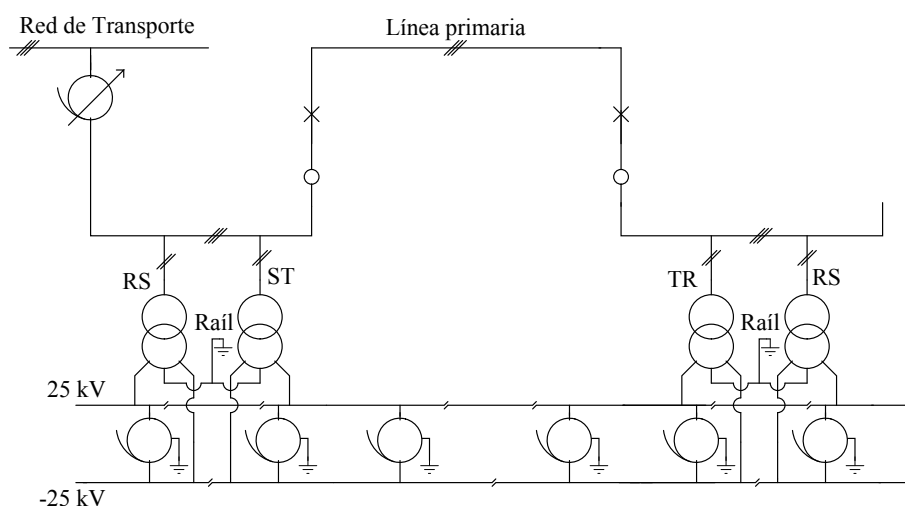 Red de Transporte
Línea primaria
RS
ST
TR
RS
Raíl
Raíl
25 kV
-25 kV